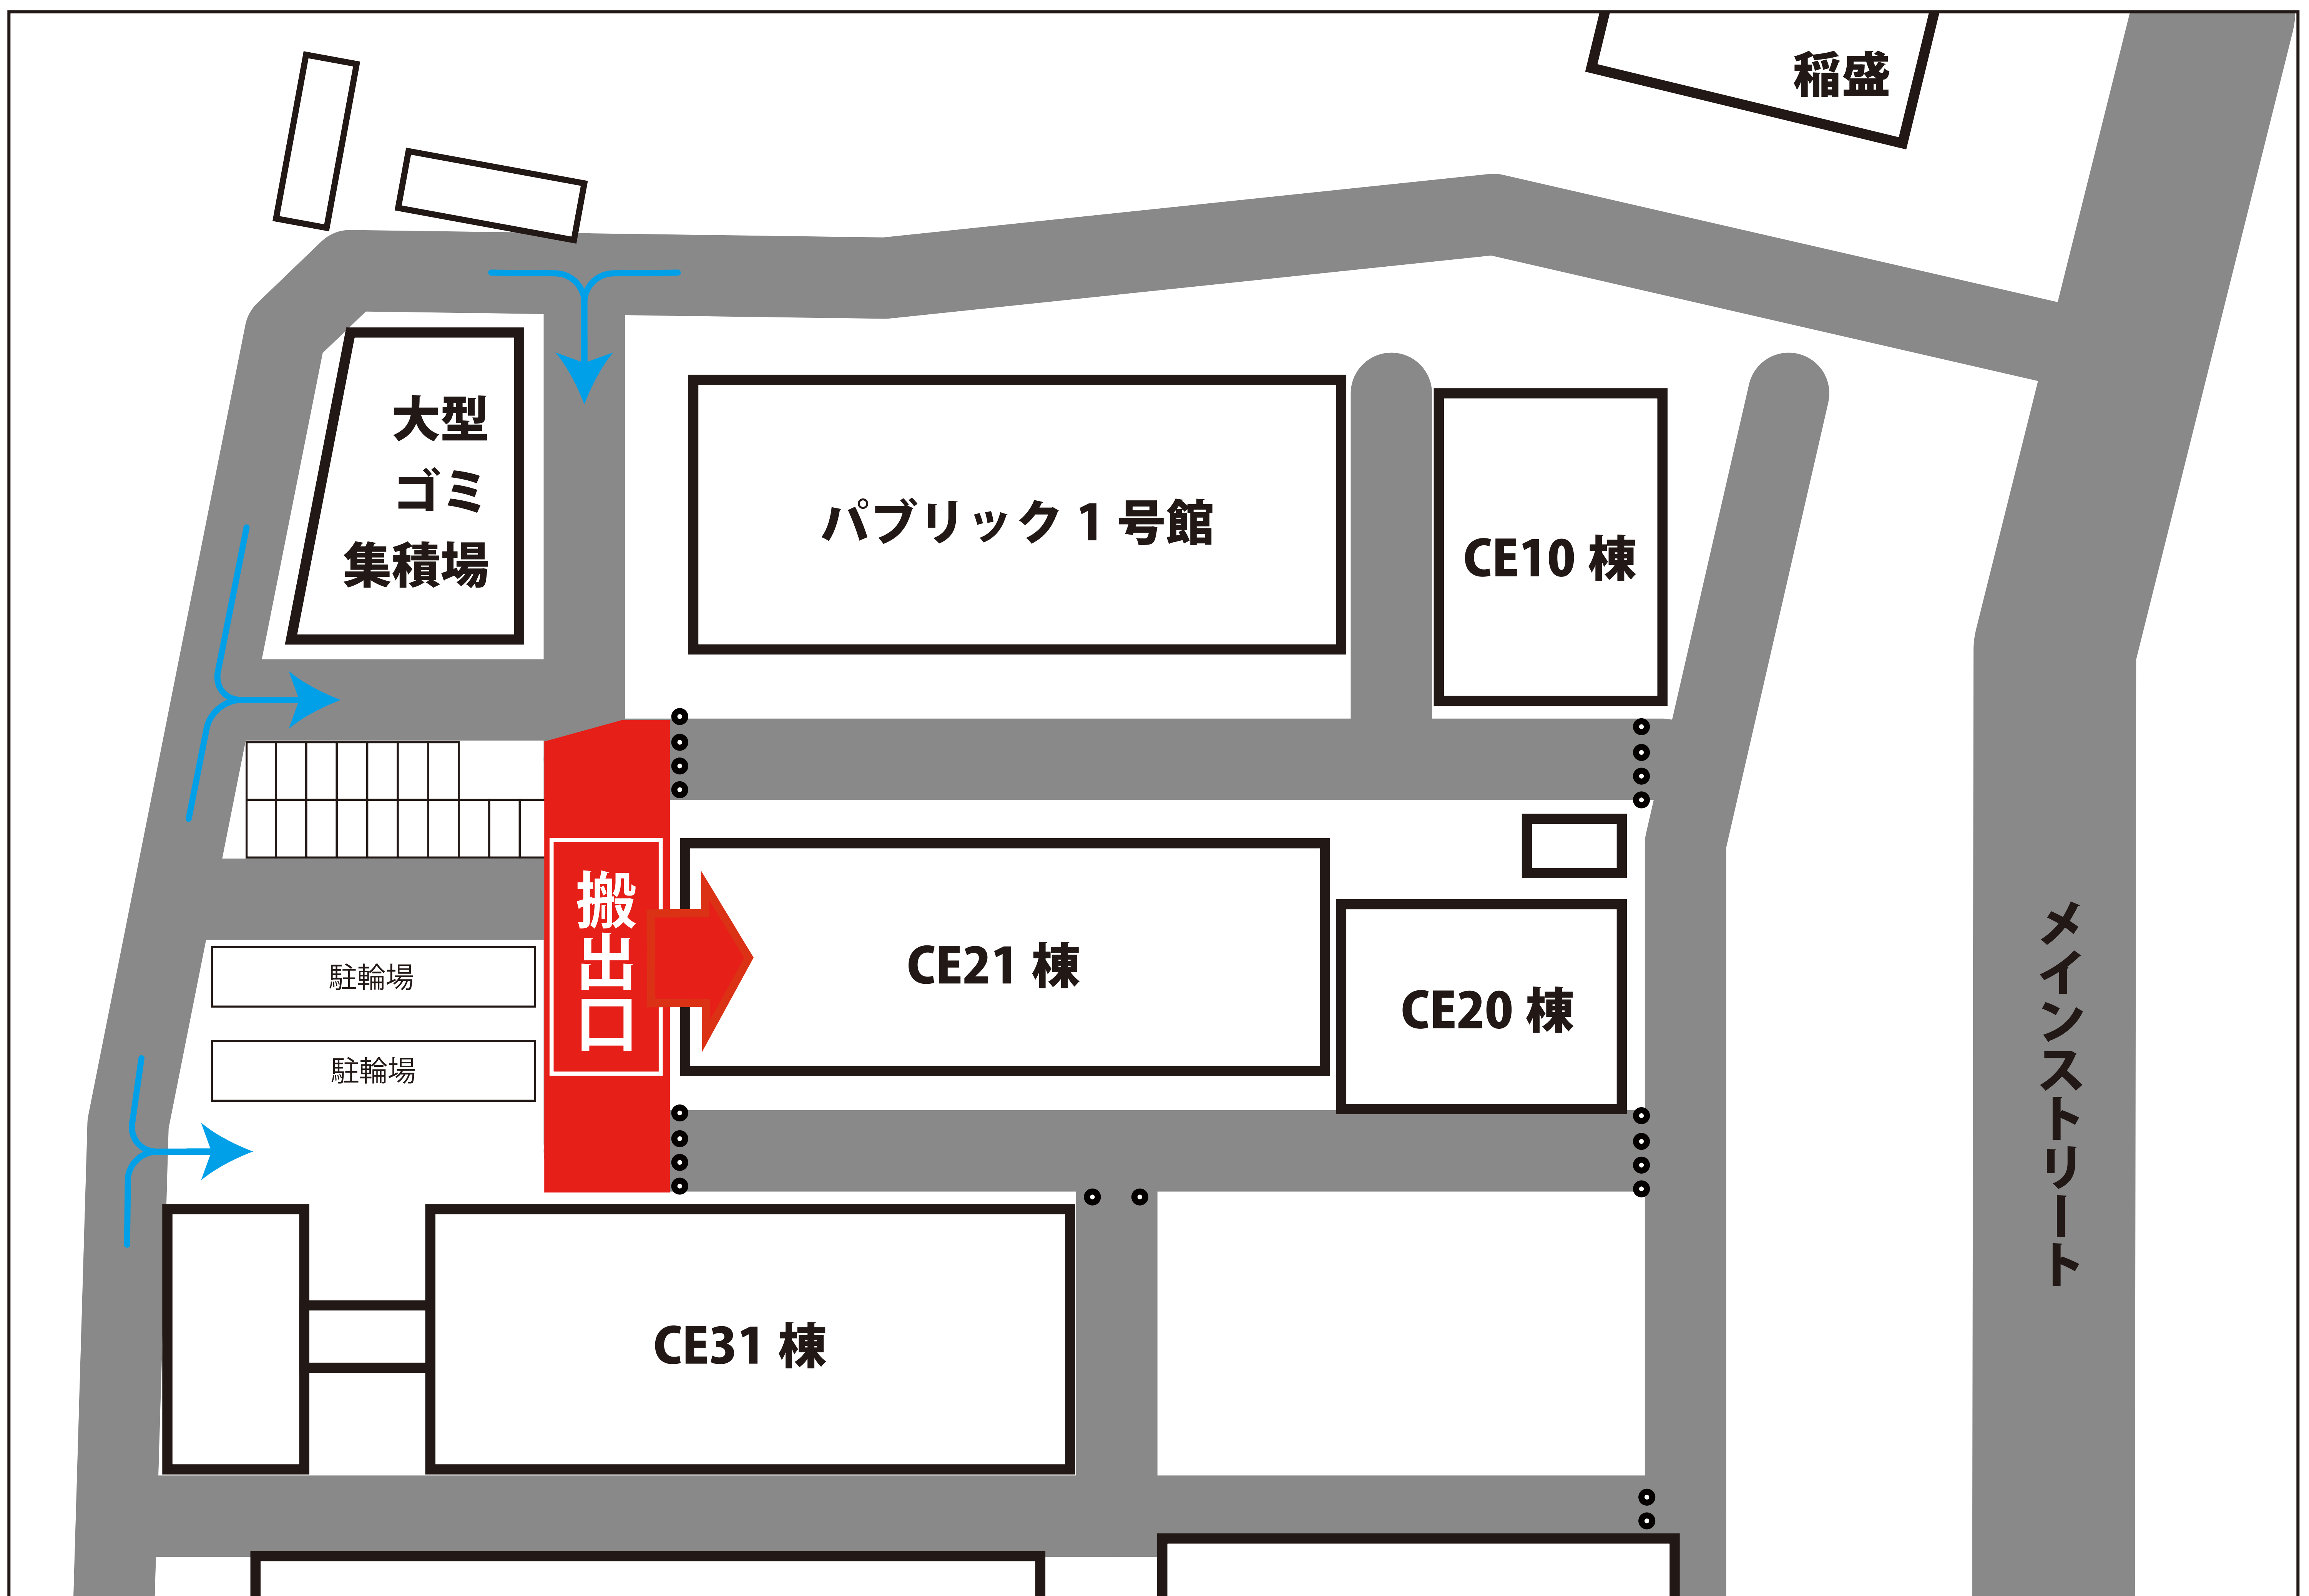 稲盛
大型
ゴミ
集積場
パブリック 1 号館
CE10 棟
搬出口
駐輪場
駐輪場
CE21 棟
CE20 棟
メインストリート
CE31 棟